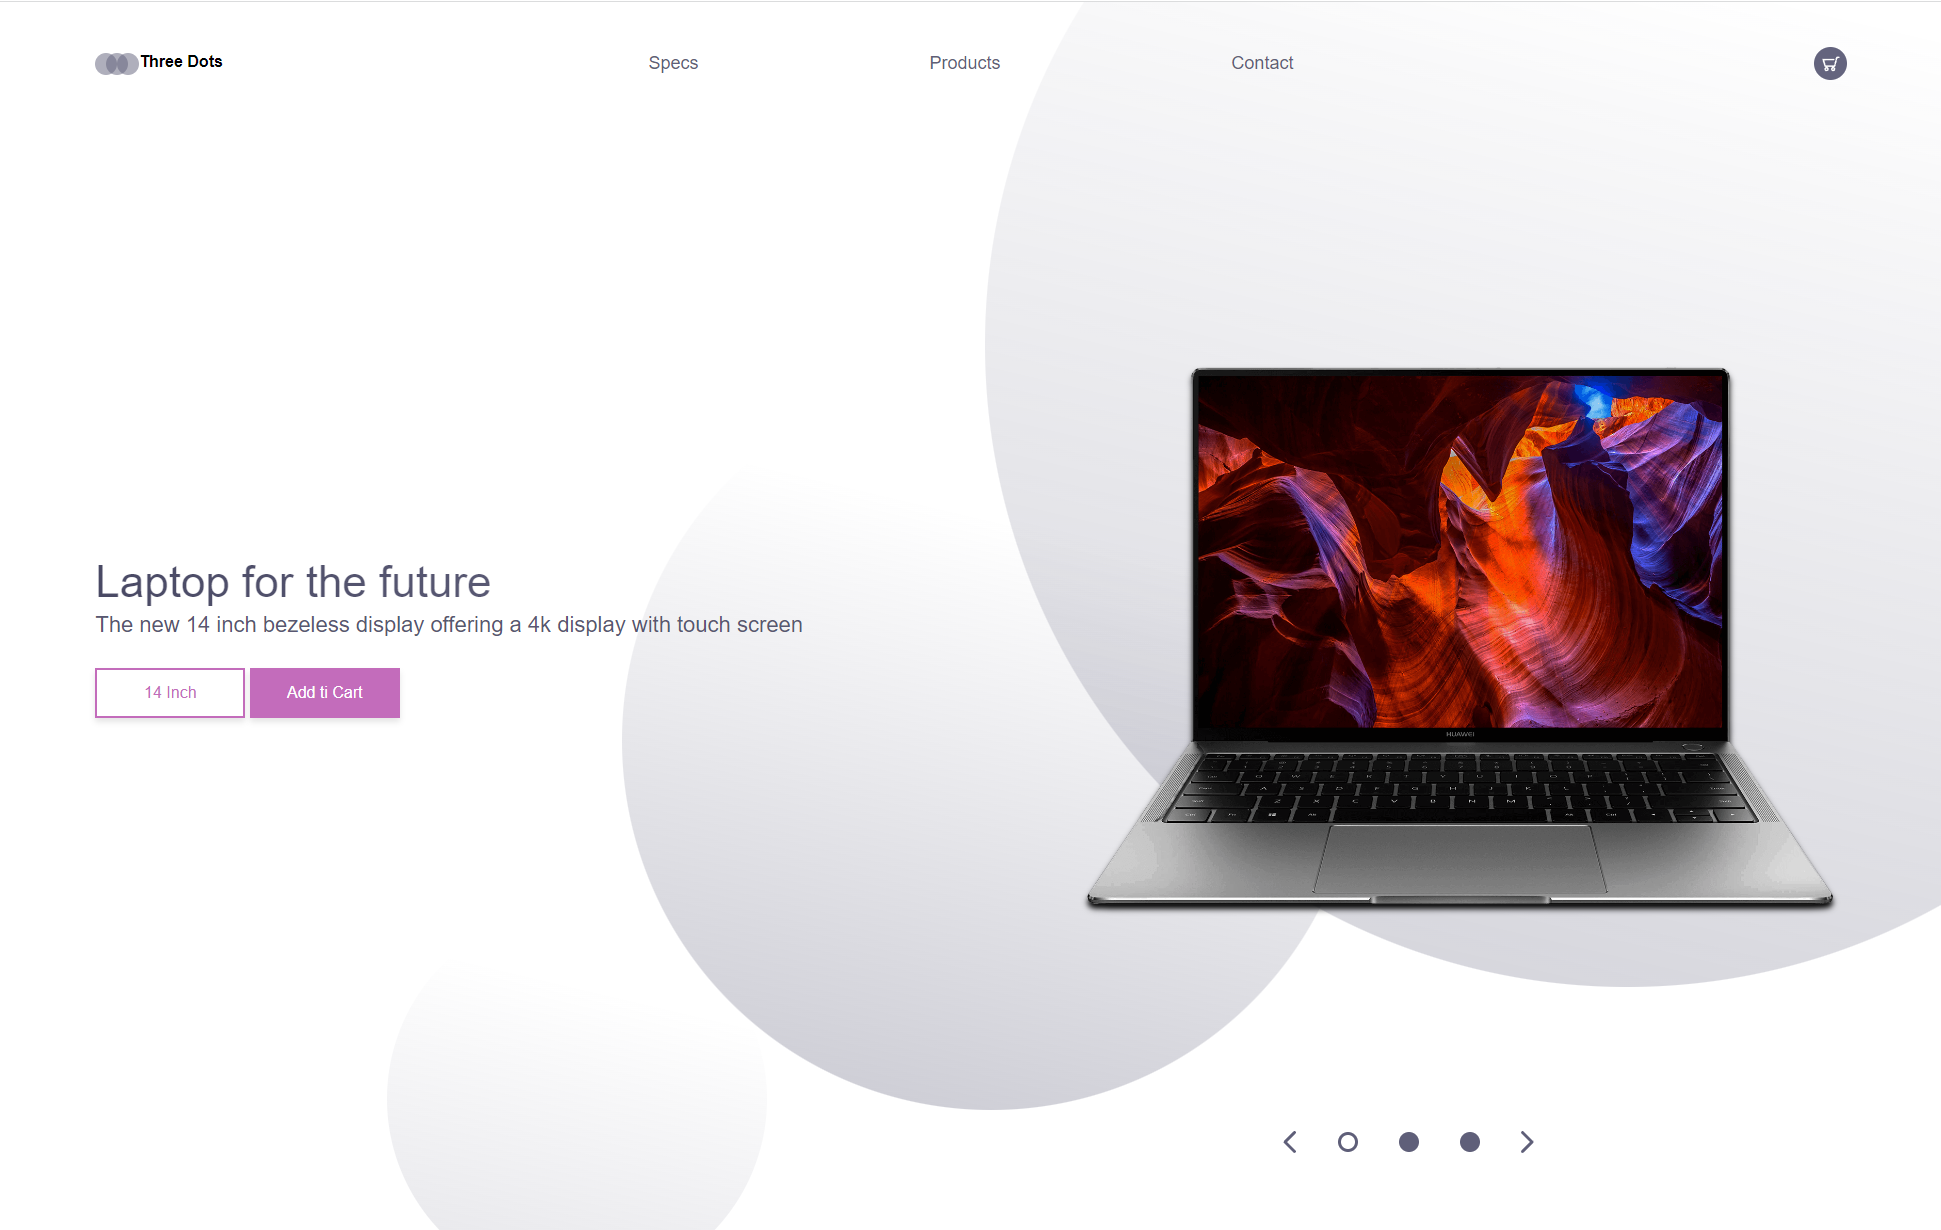 Three Dots
Specs
Products
Contact
Laptop for the future
The new 14 inch bezeless display offering a 4k display with touch screen
14 Inch
Add ti Cart
HUAWEI